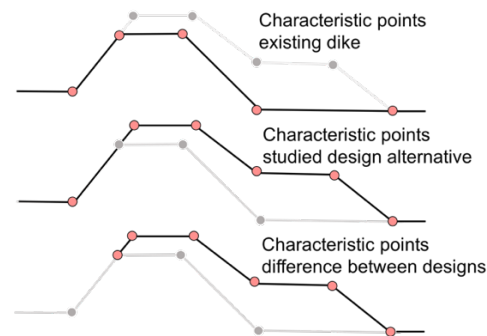 Characteristic points
existing dike
Characteristic points
studied design alternative
Characteristic points
difference between designs